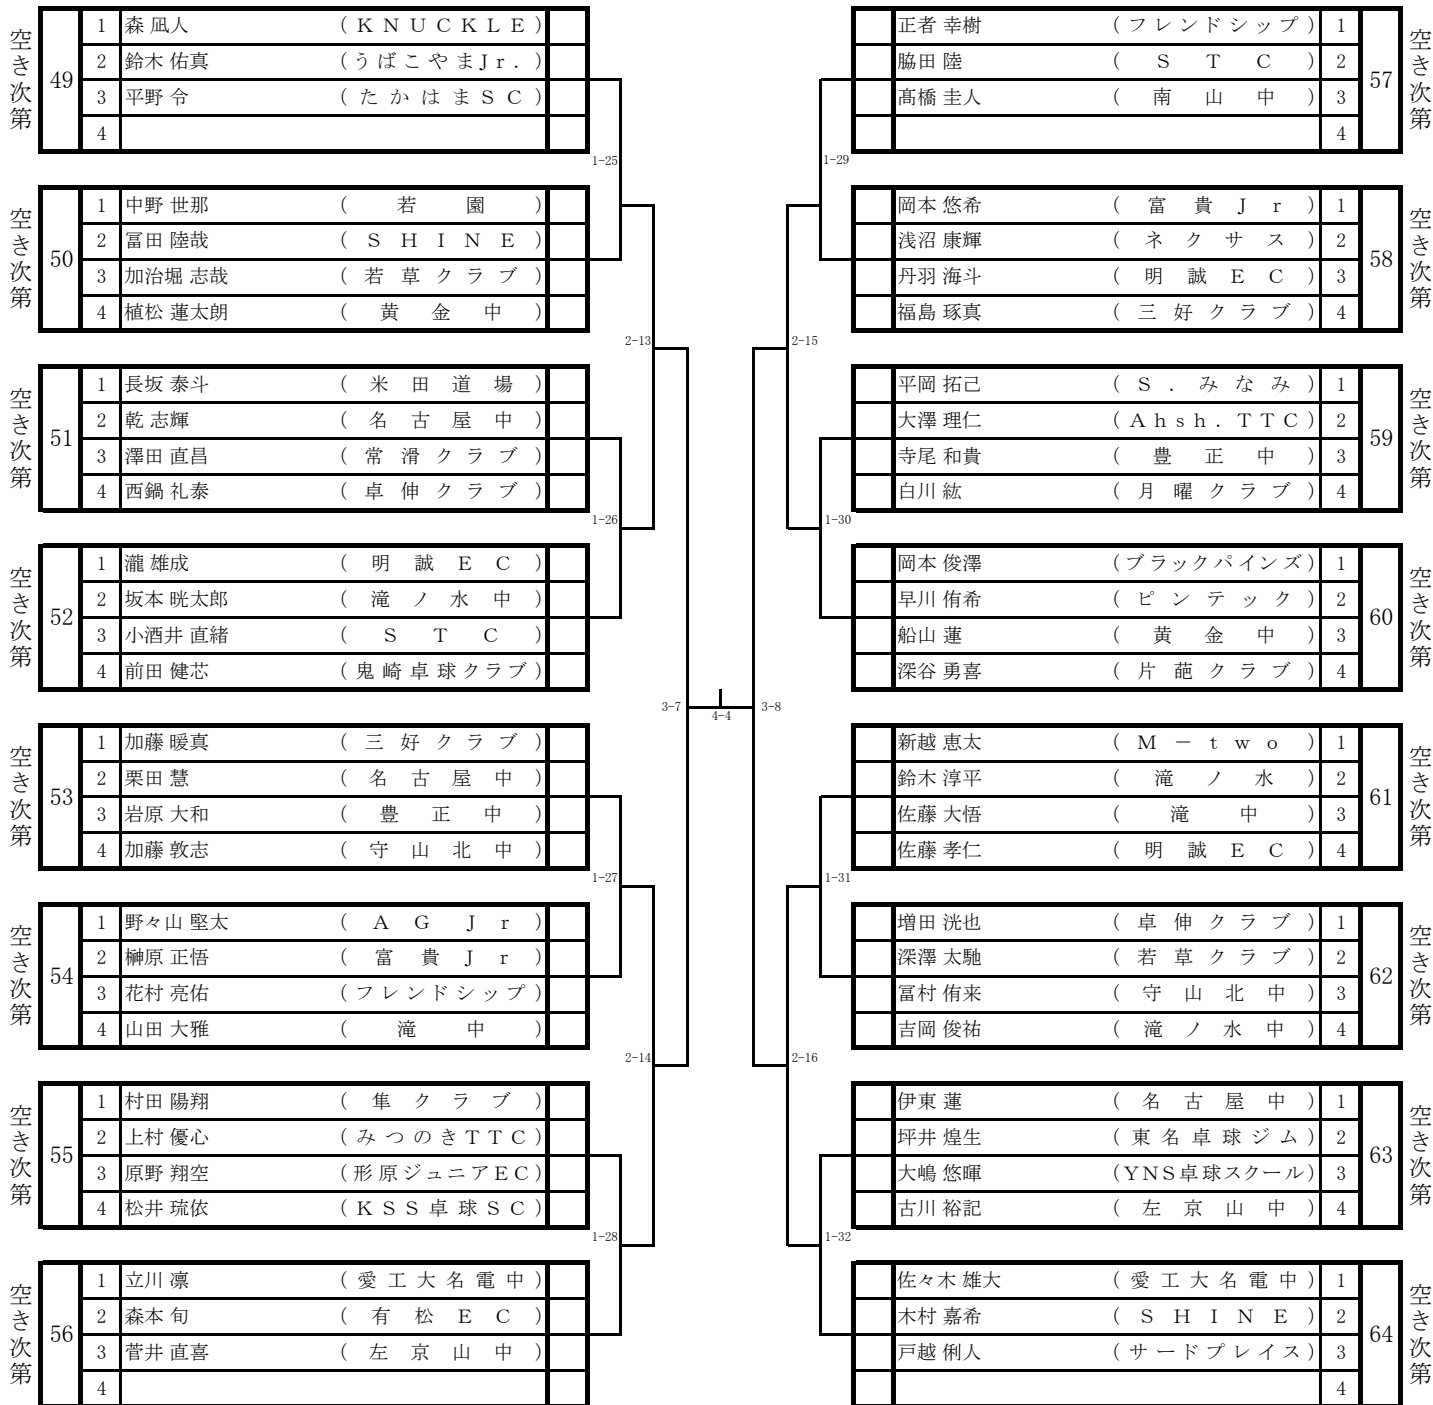 空き次第
49
1 森 凪人 (KNUCKLE)
2 鈴木 佑真 (うばこやまJr.)
3 平野 令 (たかはまSC)
4
1-25
空き次第
50
1 中野 世那 (若園)
2 冨田 陸哉 (SHINE)
3 加治堀 志哉 (若草クラブ)
4 植松 蓮太朗 (黄金中)
2-13
空き次第
51
1 長坂 泰斗 (米田道場)
2 乾 志輝 (名古屋中)
3 澤田 直昌 (常滑クラブ)
4 西鍋 礼泰 (卓伸クラブ)
1-26
空き次第
52
1 瀧 雄成 (明誠EC)
2 坂本 晄太郎 (滝ノ水中)
3 小酒井 直緒 (STC)
4 前田 健芯 (鬼崎卓球クラブ)
3-7
空き次第
53
1 加藤 暖真 (三好クラブ)
2 栗田 慧 (名古屋中)
3 岩原 大和 (豊正中)
4 加藤 敦志 (守山北中)
1-27
空き次第
54
1 野々山 堅太 (AGJr)
2 榊原 正悟 (富貴Jr)
3 花村 亮佑 (フレンドシップ)
4 山田 大雅 (滝中)
2-14
空き次第
55
1 村田 陽翔 (隼クラブ)
2 上村 優心 (みつのきTTC)
3 原野 翔空 (形原ジュニアEC)
4 松井 琉依 (KSS卓球SC)
1-28
空き次第
56
1 立川 凛 (愛工大名電中)
2 森本 旬 (有松EC)
3 菅井 直喜 (左京山中)
4
4-4
正者 幸樹 (フレンドシップ) 1
脇田 陸 (STC) 2
髙橋 圭人 (南山中) 3
4
57
空き次第
1-29
岡本 悠希 (富貴Jr) 1
浅沼 康輝 (ネクサス) 2
丹羽 海斗 (明誠EC) 3
福島 琢真 (三好クラブ) 4
58
空き次第
2-15
平岡 拓己 (S.みなみ) 1
大澤 理仁 (Ahsh.TTC) 2
寺尾 和貴 (豊正中) 3
白川 紘 (月曜クラブ) 4
59
空き次第
1-30
岡本 俊澤 (ブラックパインズ) 1
早川 侑希 (ピンテック) 2
船山 蓮 (黄金中) 3
深谷 勇喜 (片葩クラブ) 4
60
空き次第
3-8
新越 恵太 (M－two) 1
鈴木 淳平 (滝ノ水) 2
佐藤 大悟 (滝中) 3
佐藤 孝仁 (明誠EC) 4
61
空き次第
1-31
増田 洸也 (卓伸クラブ) 1
深澤 太馳 (若草クラブ) 2
冨村 侑来 (守山北中) 3
吉岡 俊祐 (滝ノ水中) 4
62
空き次第
2-16
伊東 蓮 (名古屋中) 1
坪井 煌生 (東名卓球ジム) 2
大嶋 悠暉 (YNS卓球スクール) 3
古川 裕記 (左京山中) 4
63
空き次第
1-32
佐々木 雄大 (愛工大名電中) 1
木村 嘉希 (SHINE) 2
戸越 俐人 (サードプレイス) 3
4
64
空き次第